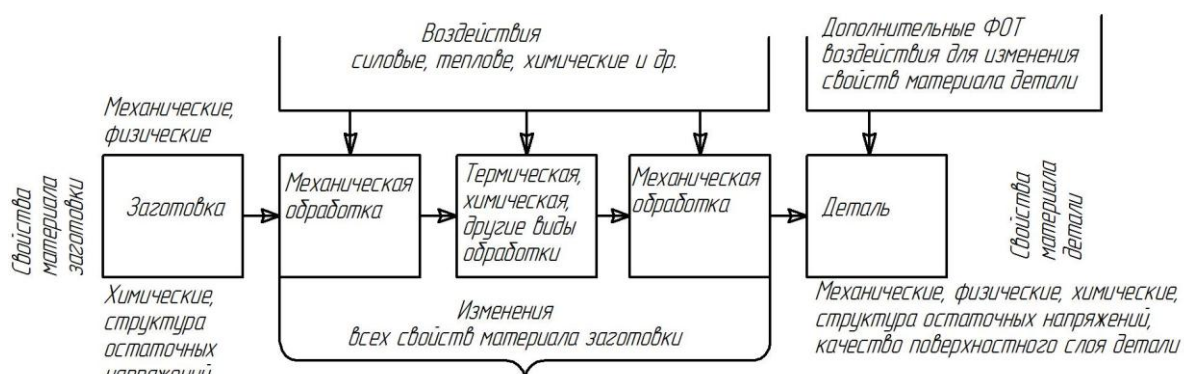 Воздействия
силовые, теплове, химические и др.
Дополнительные ФОТ
воздействия для изменения
свойств материала детали
Механические,
физические
Свойства
материала
заготовки
Заготовка
Механическая
обработка
Термическая,
химическая,
другие виды
обработки
Механическая
обработка
Деталь
Свойства
материала
детали
Химические,
структура
остаточных
напряжений
Изменения
всех свойств материала заготовки
Механические, физические, химические,
структура остаточных напряжений,
качество поверхностного слоя детали